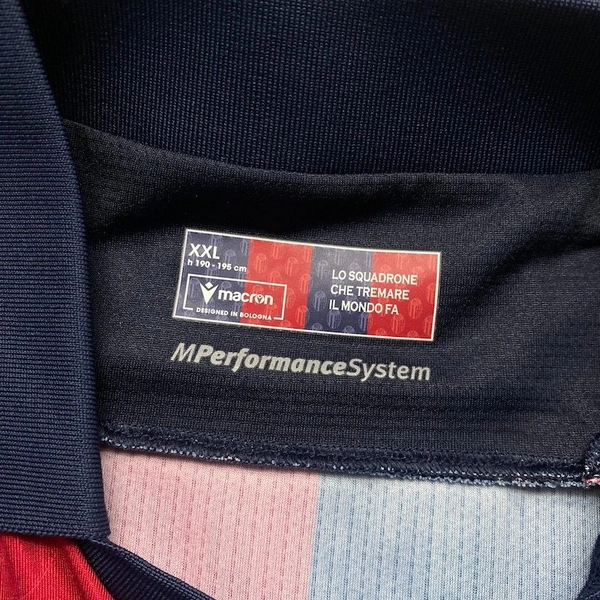 XXL
h 190 - 195 cm
macron
DESIGNED IN BOLOGNA
LO SQUADRONE
CHE TREMARE
IL MONDO FA
MPerformanceSystem